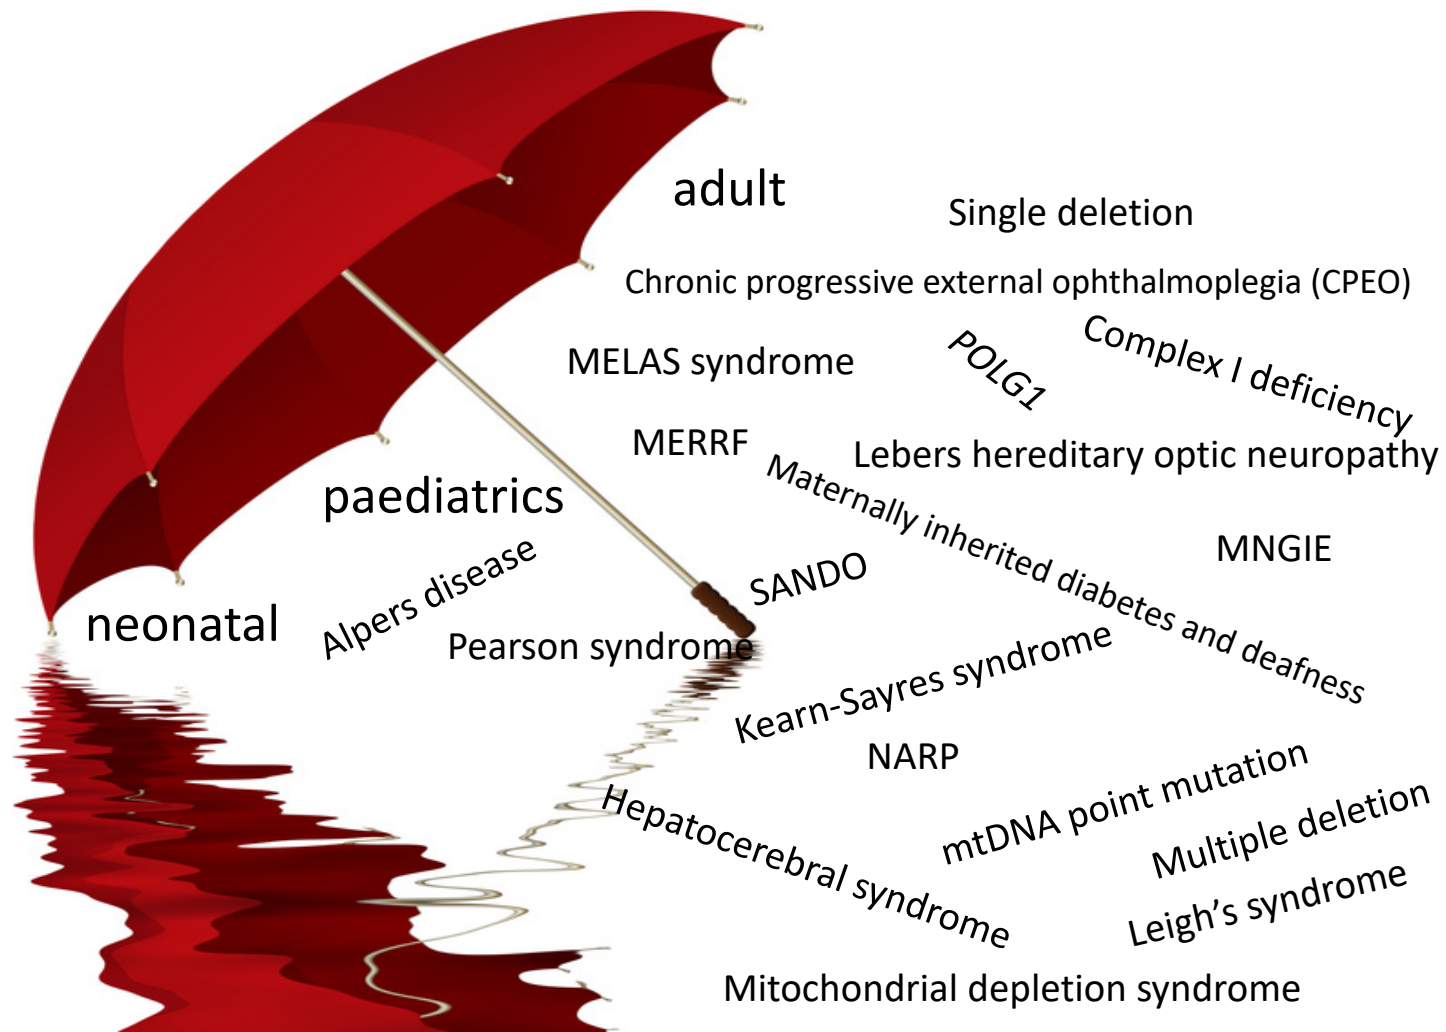 adult
Single deletion
Chronic progressive external ophthalmoplegia (CPEO)
Complex I deficiency
POLG1
MELAS syndrome
MERRF
Lebers hereditary optic neuropathy
Maternally inherited diabetes and deafness
paediatrics
MNGIE
Alpers disease
SANDO
neonatal
Pearson syndrome
Kearn-Sayres syndrome
NARP
mtDNA point mutation
Hepatocerebral syndrome
Multiple deletion
Leigh's syndrome
Mitochondrial depletion syndrome